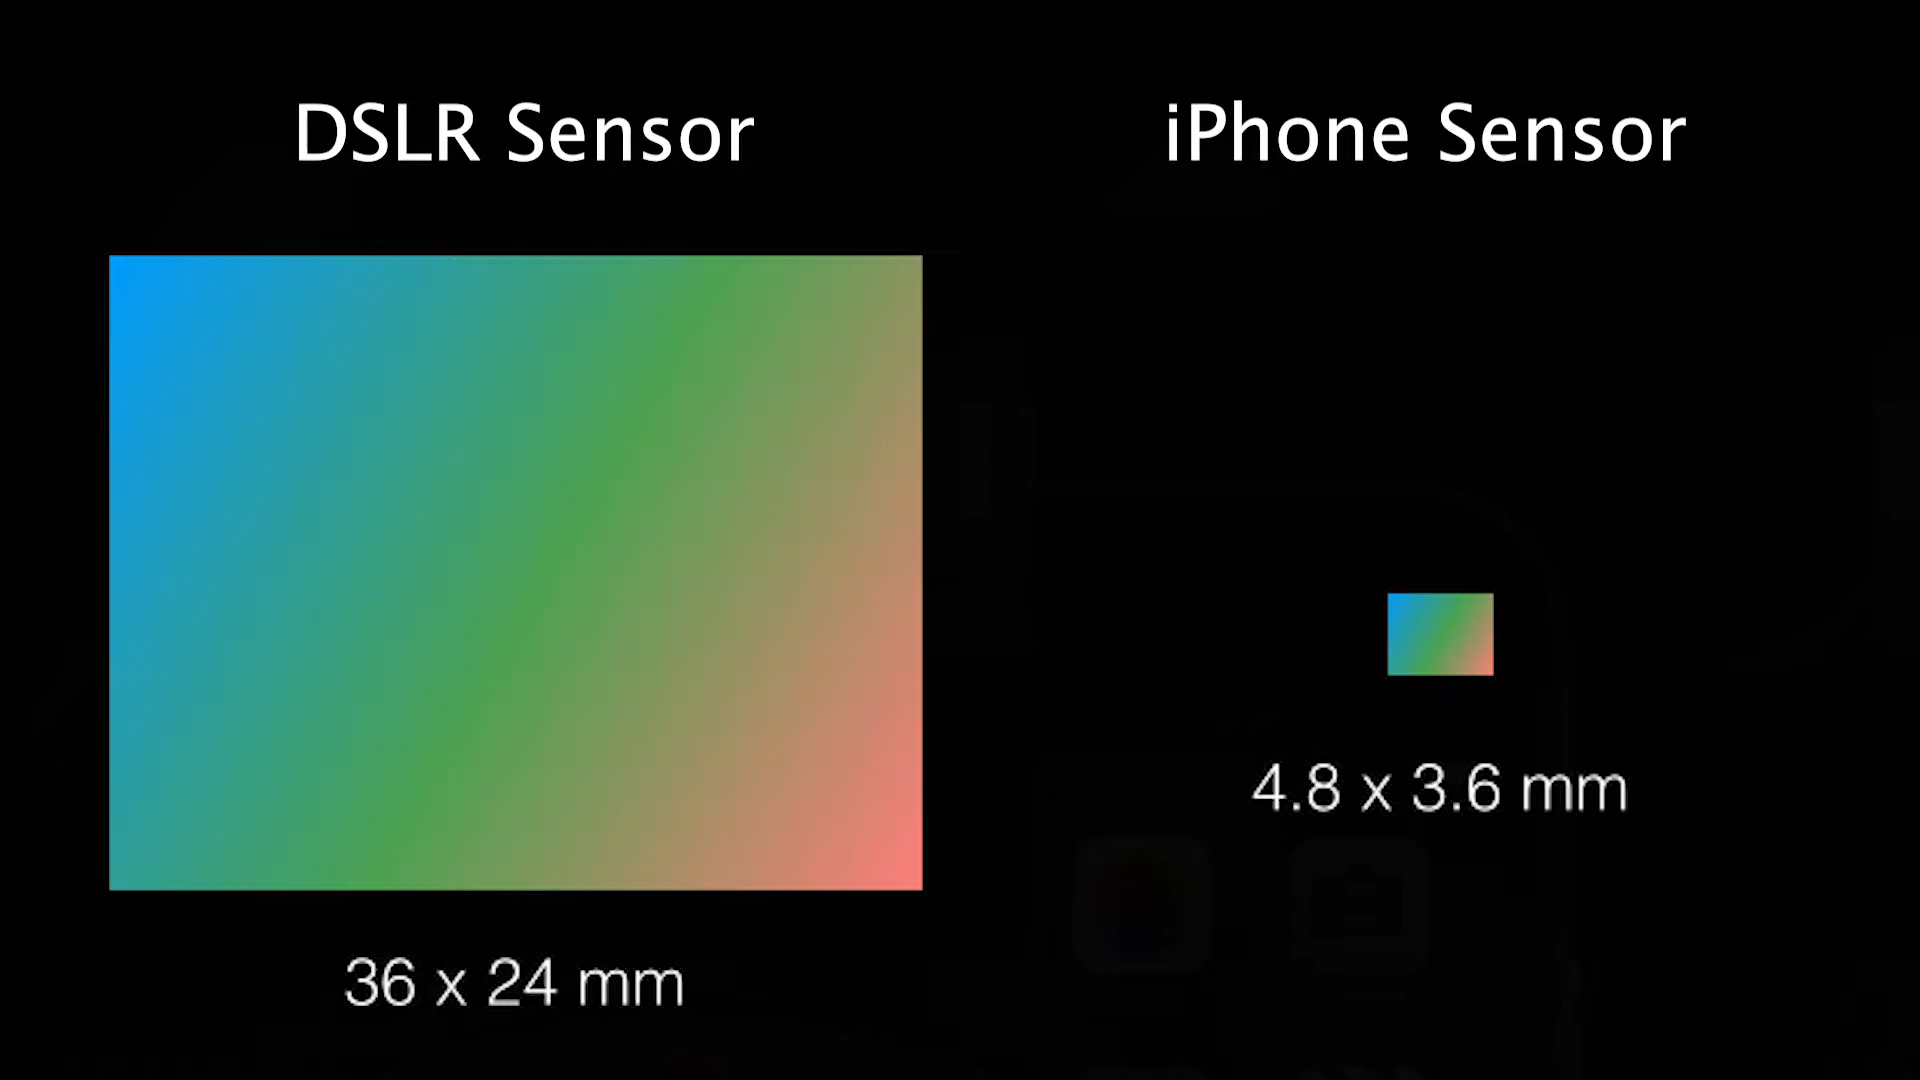 DSLR Sensor
iPhone Sensor
4.8 x 3.6 mm
36 x 24 mm